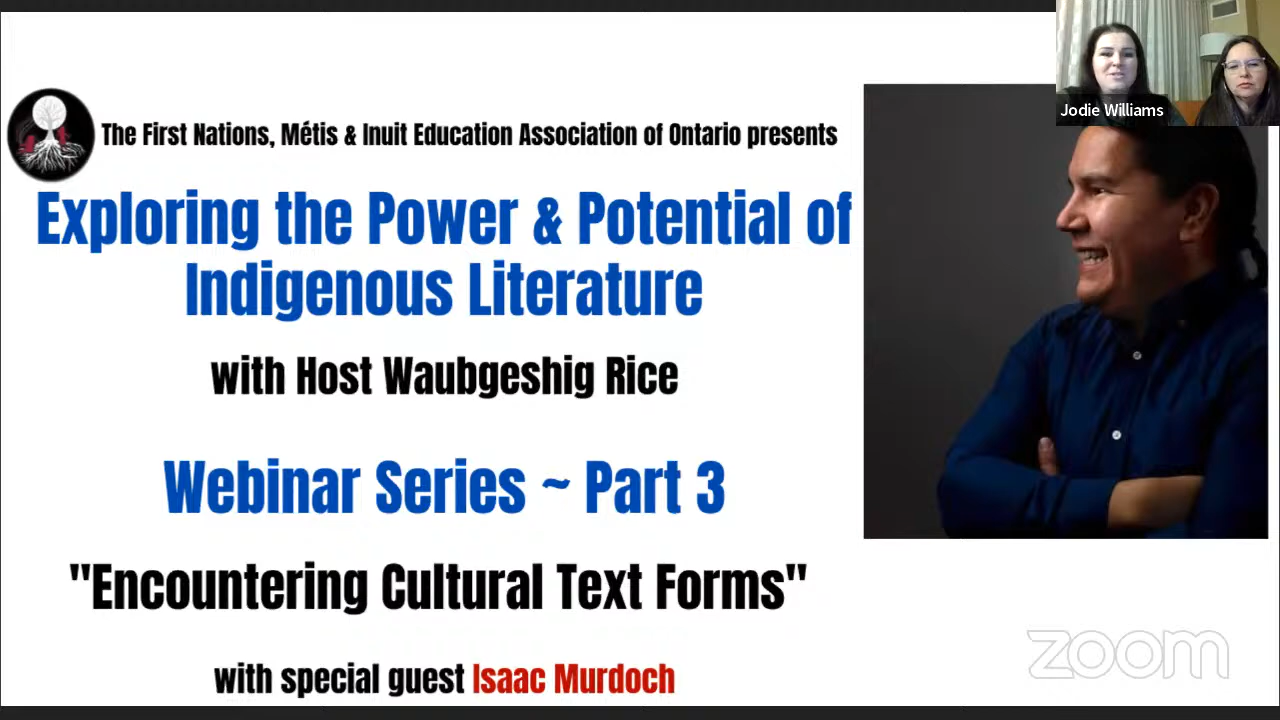 The First Nations, Métis & Inuit Education Association of Ontario presents
Exploring the Power & Potential of
Indigenous Literature
with Host Waubgeshig Rice
Webinar Series ~ Part 3
"Encountering Cultural Text Forms"
with special guest Isaac Murdoch
Jodie Williams
zoom